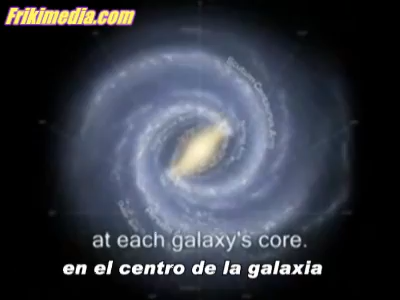 Frikimedia.com
at each galaxy's core.
en el centro de la galaxia